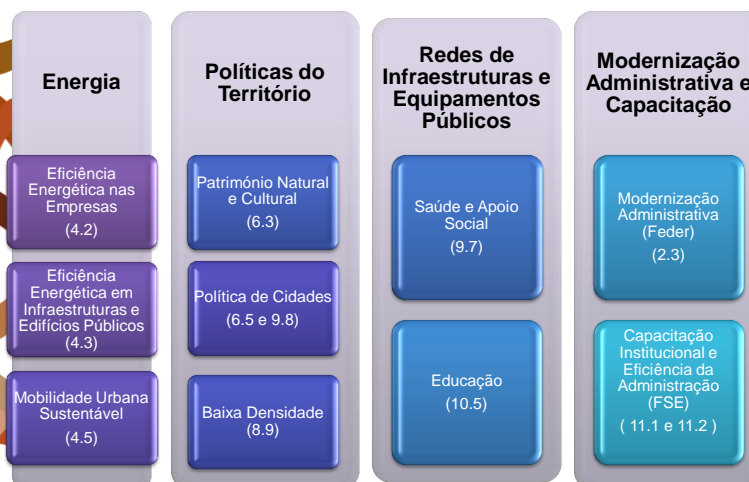 Energia
Eficiência
Energética nas
Empresas
(4.2)
Eficiência
Energética em
Infraestruturas e
Edifícios Públicos
(4.3)
Mobilidade Urbana
Sustentável
(4.5)
Políticas do
Território
Património Natural
e Cultural
(6.3)
Política de Cidades
(6.5 e 9.8)
Baixa Densidade
(8.9)
Redes de
Infraestruturas e
Equipamentos
Públicos
Saúde e Apoio
Social
(9.7)
Educação
(10.5)
Modernização
Administrativa e
Capacitação
Modernização
Administrativa
(Feder)
(2.3)
Capacitação
Institucional e
Eficiência da
Administração
(FSE)
( 11.1 e 11.2 )